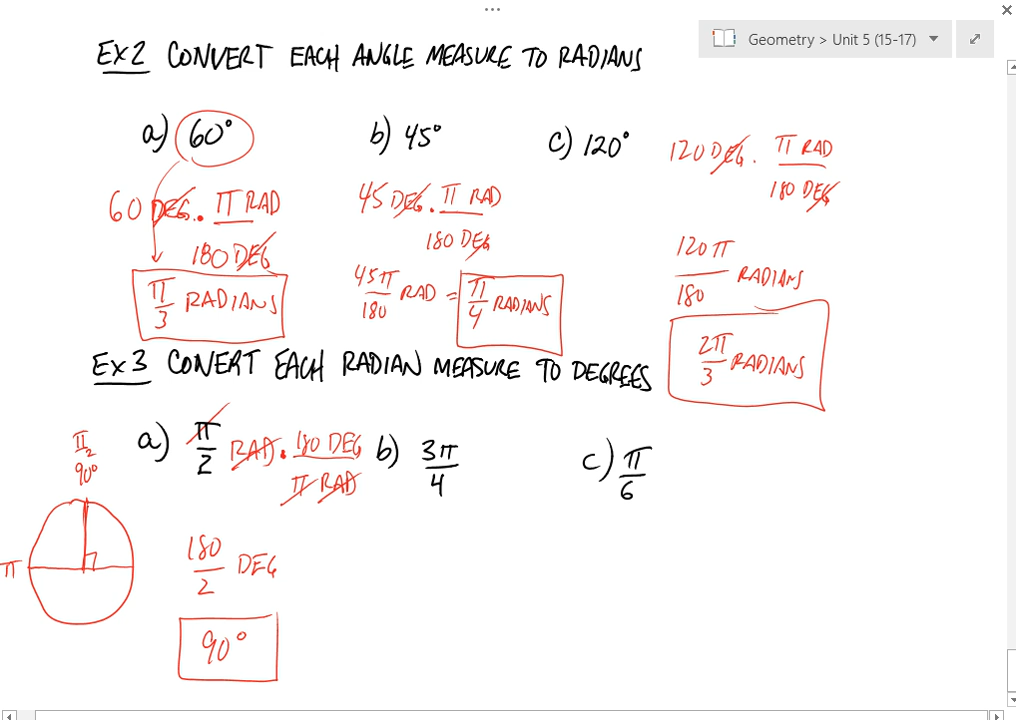 Geometry > Unit 5 (15-17)
EX2 CONVERT EACH ANGLE MEASURE TO RADIANS
a) 60°
60 DEG. · π RAD
180 DEG
π/3 RADIANS
b) 45°
45 DEG. · π RAD
180 DEG
45π/180 RAD = π/4 RADIANS
c) 120°
120 DEG. · π RAD
180 DEG
120π/180 RADIANS
2π/3 RADIANS
Ex3 COVERT EACH RADIAN MEASURE TO DEGREES
a) π/2 RAD · 180 DEG
π RAD
180/2 DEG
90°
π/2
90°
π
b) 3π/4
c) π/6